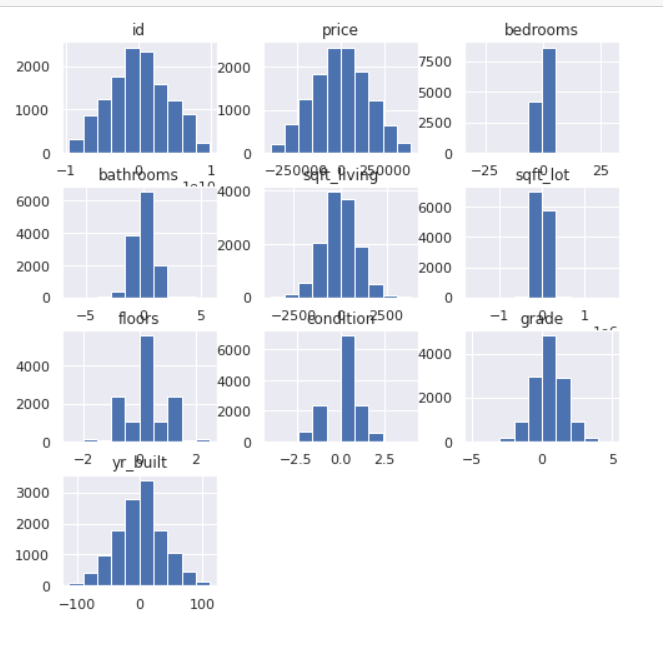 id price bedrooms
2000 2000 7500
1000 1000 5000
2500
0 0 0
−1 0 1 −250000 0 250000 −25 0 25
1e10
bathrooms sqft_living sqft_lot
6000 4000 6000
4000 2000 4000
2000 2000
0 0 0
−5 0 5 −2500 0 2500 −1 0 1
1e6
floors condition grade
4000 6000 4000
2000 4000 2000
2000
0 0 0
−2 0 2 −2.5 0.0 2.5 −5 0 5
yr_built
3000
2000
1000
0
−100 0 100